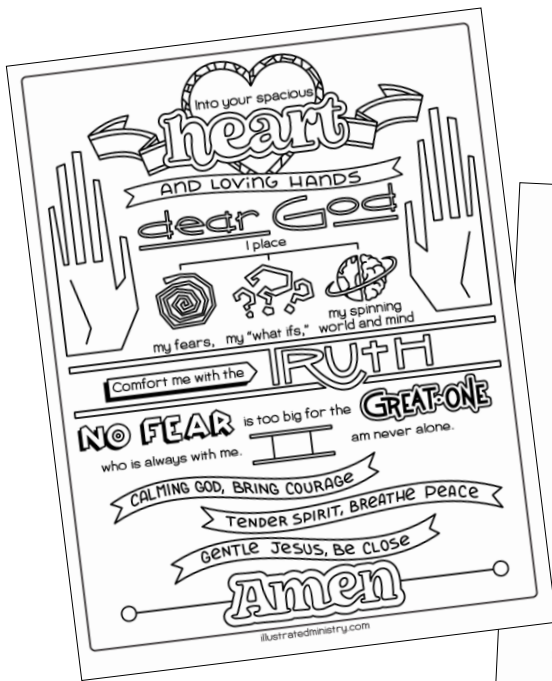 Into your spacious
heart
AND LOVING HANDS
dear God
I place
my fears, my "what ifs," my spinning
world and mind
Comfort me with the TRUTH
NO FEAR is too big for the GREAT-ONE
who is always with me. I am never alone.
CALMING GOD, BRING COURAGE
TENDER SPIRIT, BREATHE PEACE
GENTLE JESUS, BE CLOSE
Amen
illustratedministry.com